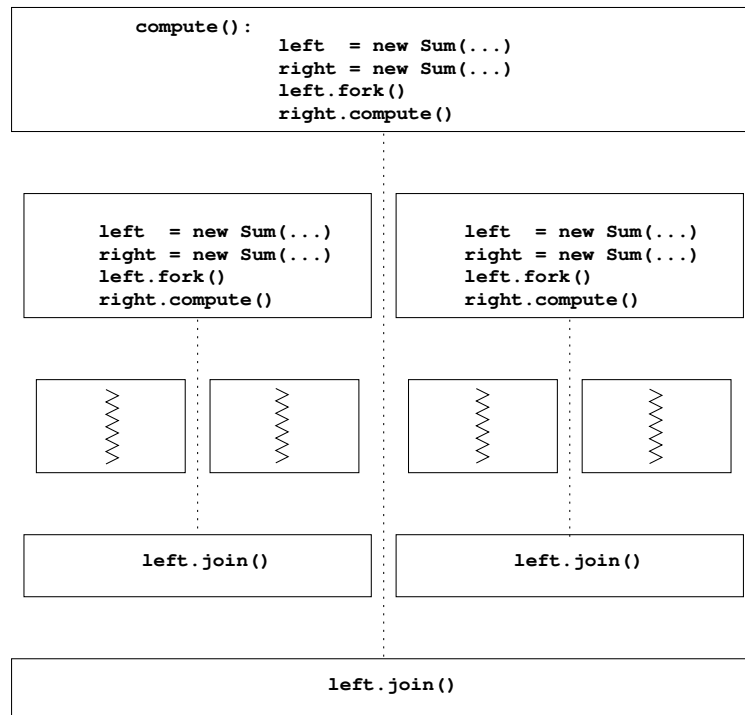 compute():
left  = new Sum(...)
right = new Sum(...)
left.fork()
right.compute()
left  = new Sum(...)
right = new Sum(...)
left.fork()
right.compute()
left  = new Sum(...)
right = new Sum(...)
left.fork()
right.compute()
left.join()
left.join()
left.join()